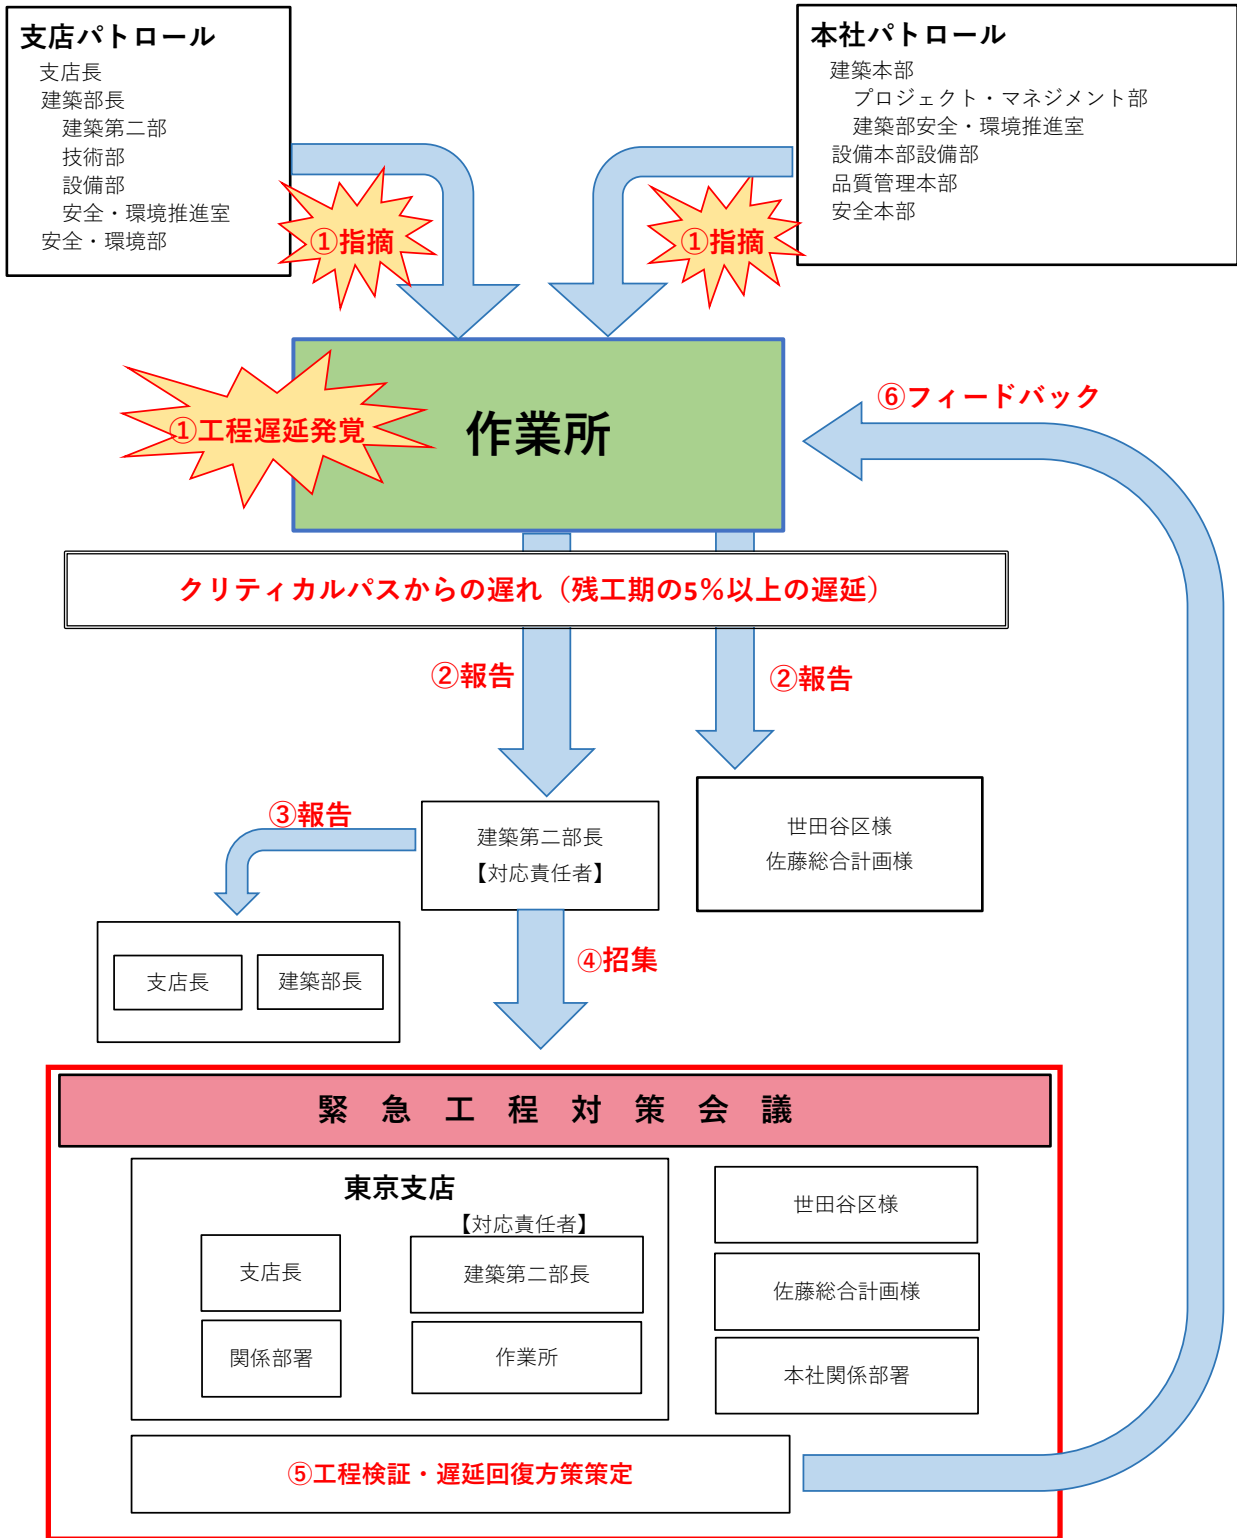 支店パトロール
支店長
建築部長
建築第二部
技術部
設備部
安全・環境推進室
安全・環境部
本社パトロール
建築本部
プロジェクト・マネジメント部
建築部安全・環境推進室
設備本部設備部
品質管理本部
安全本部
①指摘
①指摘
①工程遅延発覚
作業所
⑥フィードバック
クリティカルパスからの遅れ（残工期の5%以上の遅延）
②報告
②報告
③報告
建築第二部長
【対応責任者】
世田谷区様
佐藤総合計画様
支店長
建築部長
④招集
緊急工程対策会議
東京支店
【対応責任者】
支店長
建築第二部長
関係部署
作業所
世田谷区様
佐藤総合計画様
本社関係部署
⑤工程検証・遅延回復方策策定